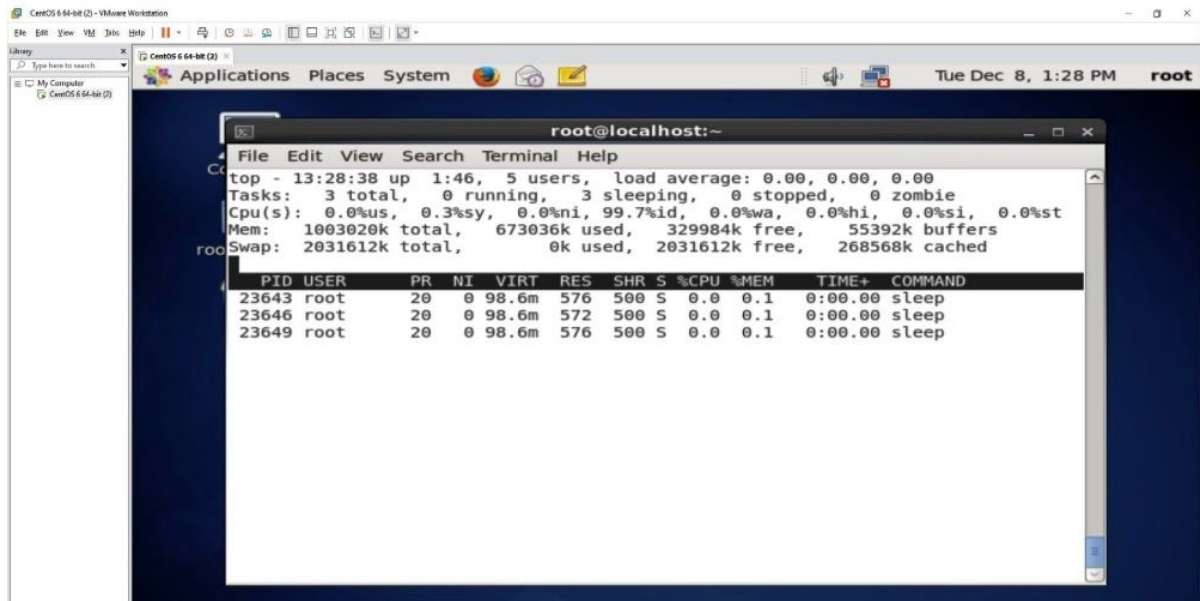 CentOS 6 64-bit (2) - VMware Workstation
File Edit View VM Tabs Help
Library
Type here to search
My Computer
CentOS 6 64-bit (2)
CentOS 6 64-bit (2)
Applications Places System Tue Dec 8, 1:28 PM root
root@localhost:~
File Edit View Search Terminal Help
top - 13:28:38 up 1:46, 5 users, load average: 0.00, 0.00, 0.00
Tasks: 3 total, 0 running, 3 sleeping, 0 stopped, 0 zombie
Cpu(s): 0.0%us, 0.3%sy, 0.0%ni, 99.7%id, 0.0%wa, 0.0%hi, 0.0%si, 0.0%st
Mem: 1003020k total, 673036k used, 329984k free, 55392k buffers
Swap: 2031612k total, 0k used, 2031612k free, 268568k cached
PID USER PR NI VIRT RES SHR S %CPU %MEM TIME+ COMMAND
23643 root 20 0 98.6m 576 500 S 0.0 0.1 0:00.00 sleep
23646 root 20 0 98.6m 572 500 S 0.0 0.1 0:00.00 sleep
23649 root 20 0 98.6m 576 500 S 0.0 0.1 0:00.00 sleep